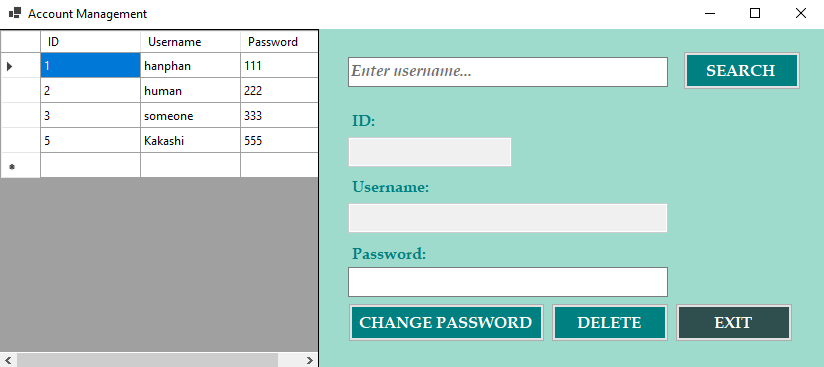 Account Management
ID Username Password
1 hanphan 111
2 human 222
3 someone 333
5 Kakashi 555
Enter username...
SEARCH
ID:
Username:
Password:
CHANGE PASSWORD
DELETE
EXIT